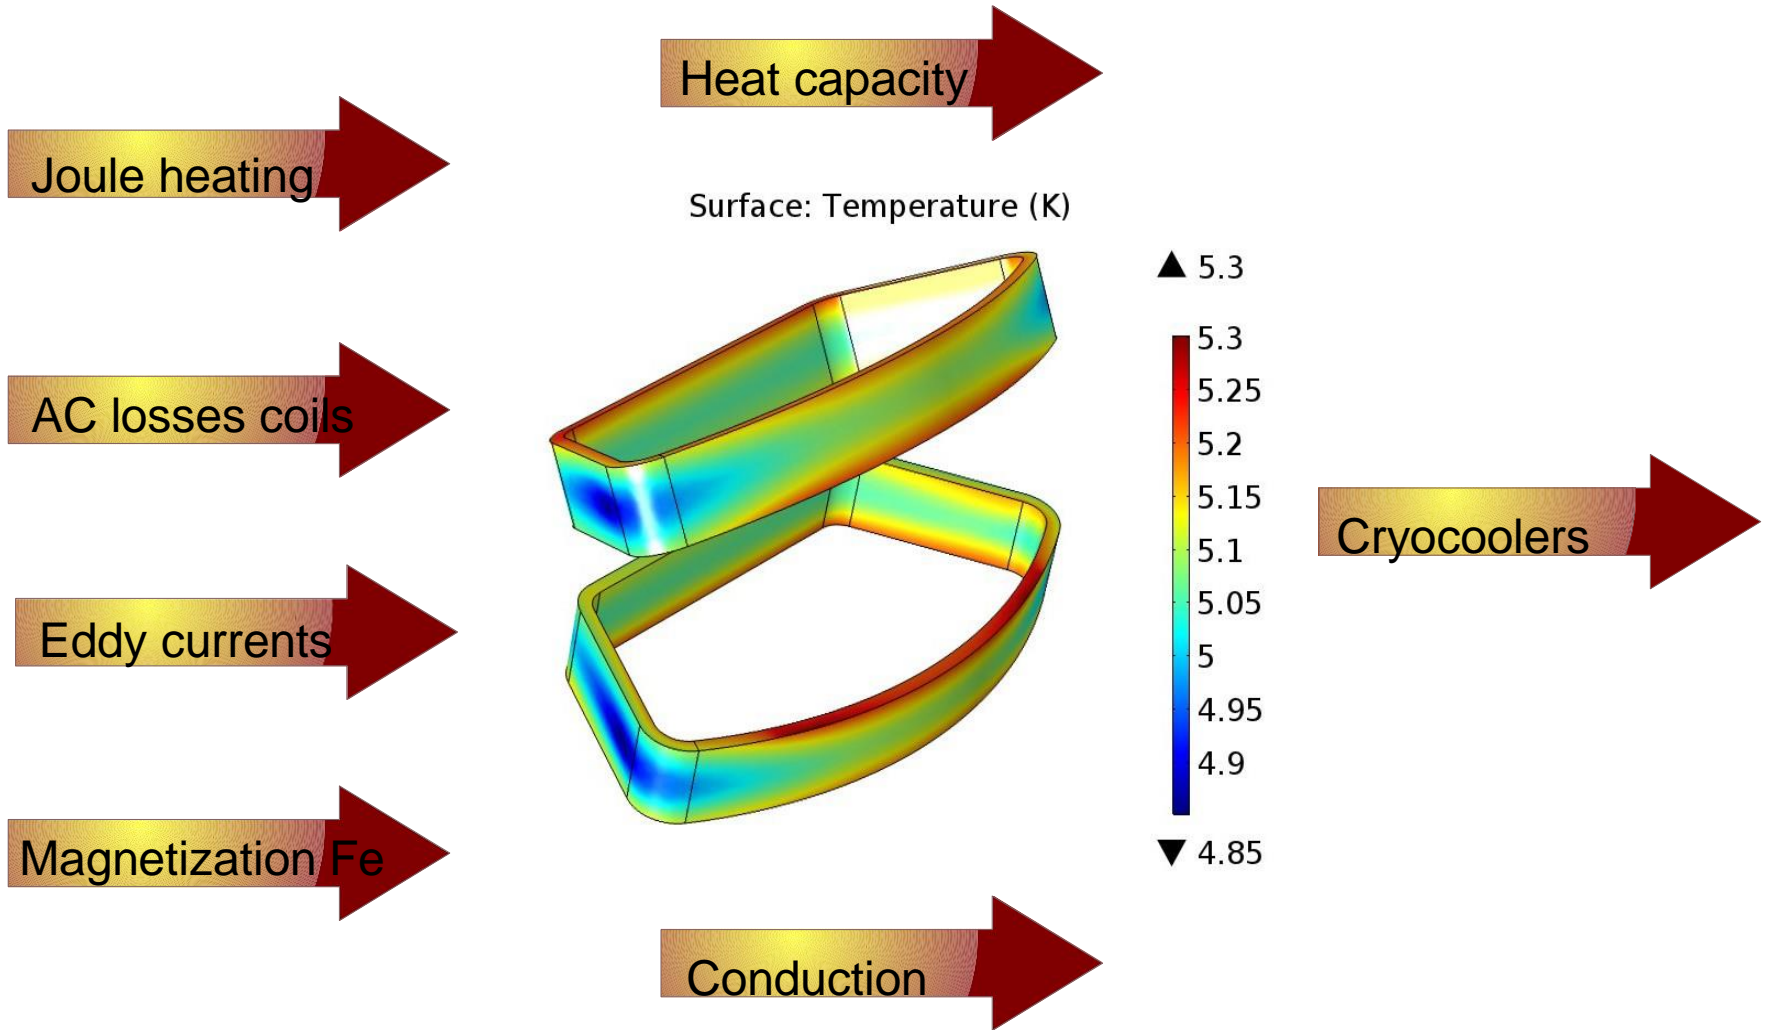 Heat capacity
Joule heating
Surface: Temperature (K)
▲ 5.3
5.3
5.25
5.2
AC losses coils
5.15
Cryocoolers
5.1
5.05
Eddy currents
5
4.95
4.9
▼ 4.85
Magnetization Fe
Conduction